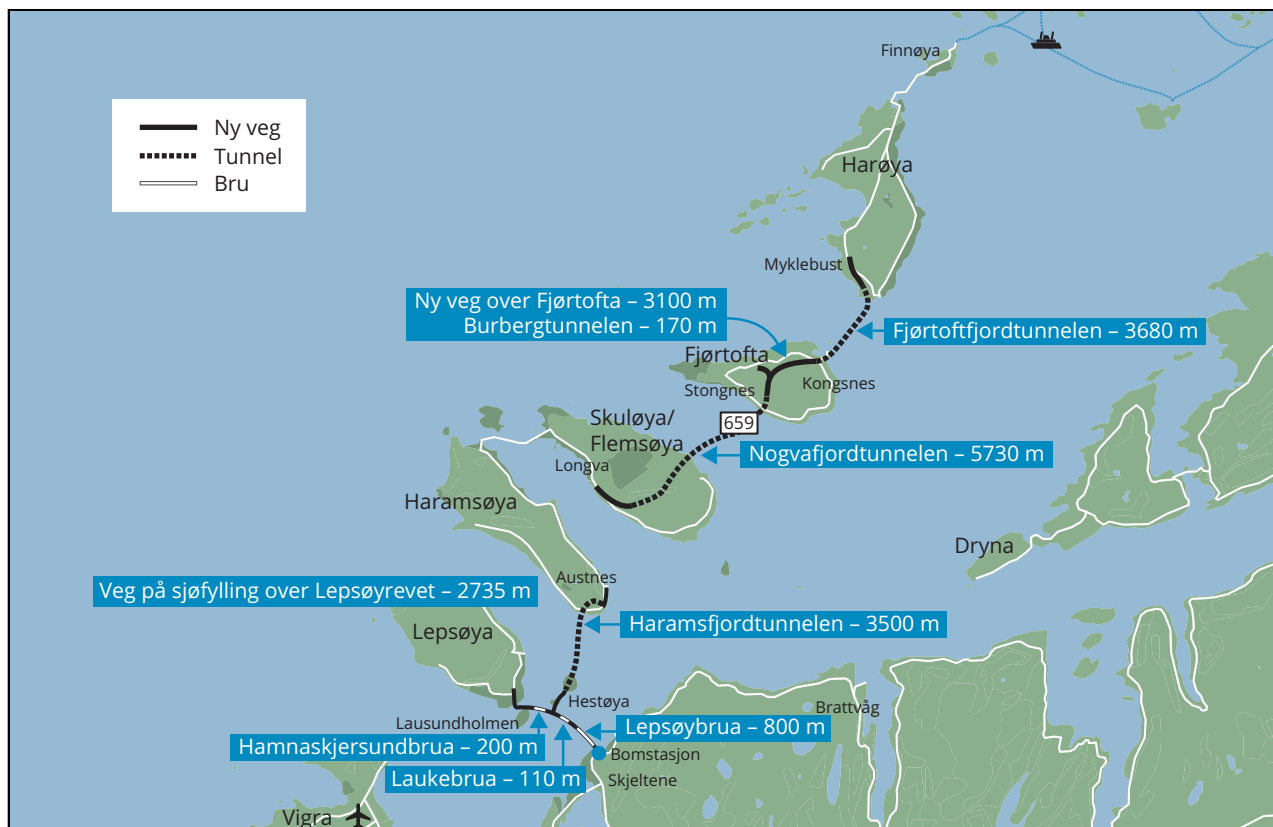 Finnøya
Ny veg
Tunnel
Bru
Harøya
Myklebust
Ny veg over Fjørtofta – 3100 m
Burbergtunnelen – 170 m
Fjørtoftfjordtunnelen – 3680 m
Fjørtofta
Stongnes
Kongsnes
Skuløya/
Flemsøya
659
Longva
Nogvafjordtunnelen – 5730 m
Haramsøya
Dryna
Austnes
Veg på sjøfylling over Lepsøyrevet – 2735 m
Haramsfjordtunnelen – 3500 m
Lepsøya
Hestøya
Brattvåg
Lausundholmen
Lepsøybrua – 800 m
Hamnaskjersundbrua – 200 m
Bomstasjon
Laukebrua – 110 m
Skjeltene
Vigra